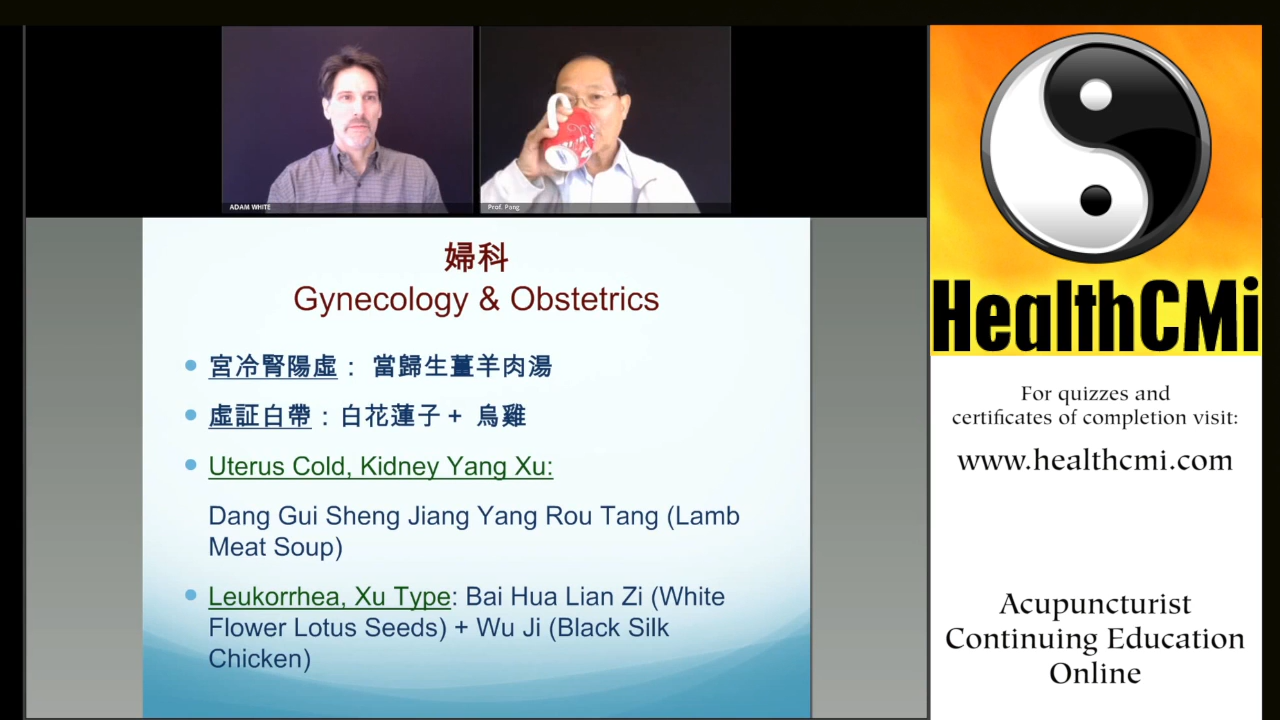 ADAM WHITE
Prof. Pang
婦科
Gynecology & Obstetrics
宮冷腎陽虛： 當歸生薑羊肉湯
虛証白帶：白花蓮子 + 烏雞
Uterus Cold, Kidney Yang Xu:
Dang Gui Sheng Jiang Yang Rou Tang (Lamb
Meat Soup)
Leukorrhea, Xu Type: Bai Hua Lian Zi (White
Flower Lotus Seeds) + Wu Ji (Black Silk
Chicken)
HealthCMi
For quizzes and
certificates of completion visit:
www.healthcmi.com
Acupuncturist
Continuing Education
Online